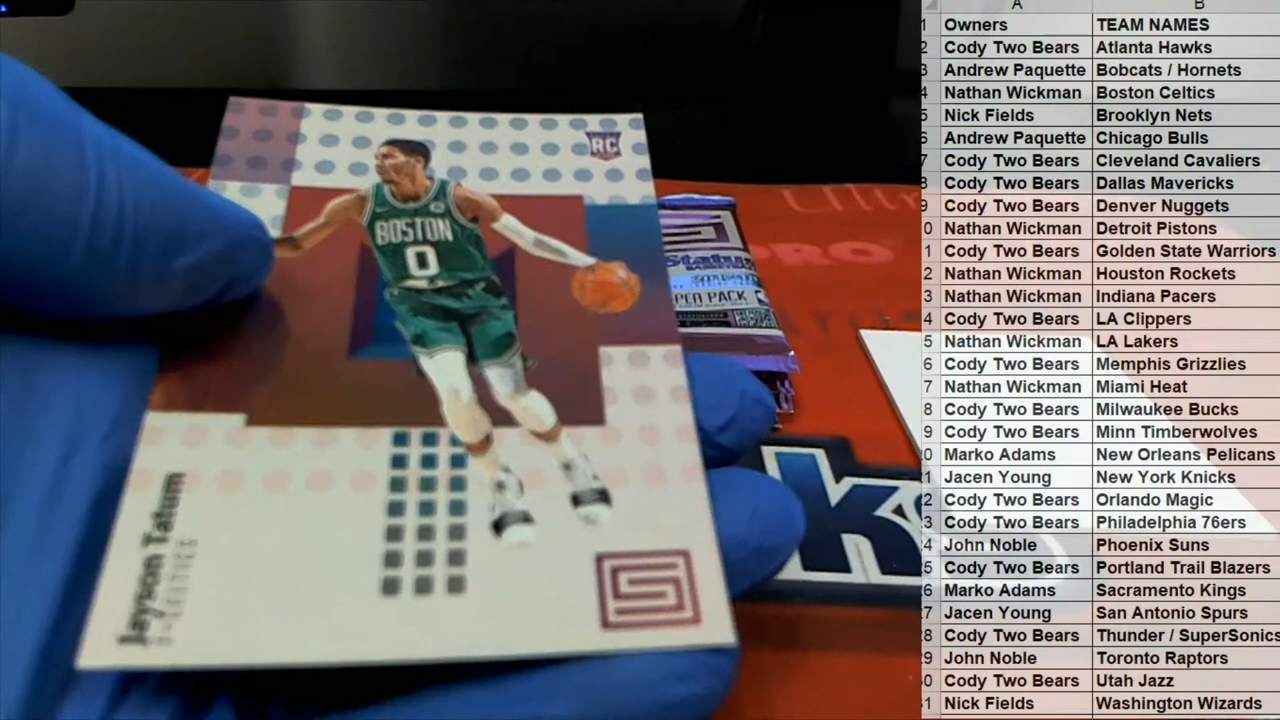 RC
BOSTON
0
Jayson Tatum
Status
PER PACK
PRO
A B
1 Owners TEAM NAMES
2 Cody Two Bears Atlanta Hawks
3 Andrew Paquette Bobcats / Hornets
4 Nathan Wickman Boston Celtics
5 Nick Fields Brooklyn Nets
6 Andrew Paquette Chicago Bulls
7 Cody Two Bears Cleveland Cavaliers
8 Cody Two Bears Dallas Mavericks
9 Cody Two Bears Denver Nuggets
0 Nathan Wickman Detroit Pistons
1 Cody Two Bears Golden State Warriors
2 Nathan Wickman Houston Rockets
3 Nathan Wickman Indiana Pacers
4 Cody Two Bears LA Clippers
5 Nathan Wickman LA Lakers
6 Cody Two Bears Memphis Grizzlies
7 Nathan Wickman Miami Heat
8 Cody Two Bears Milwaukee Bucks
9 Cody Two Bears Minn Timberwolves
0 Marko Adams New Orleans Pelicans
1 Jacen Young New York Knicks
2 Cody Two Bears Orlando Magic
3 Cody Two Bears Philadelphia 76ers
4 John Noble Phoenix Suns
5 Cody Two Bears Portland Trail Blazers
6 Marko Adams Sacramento Kings
7 Jacen Young San Antonio Spurs
8 Cody Two Bears Thunder / SuperSonics
9 John Noble Toronto Raptors
0 Cody Two Bears Utah Jazz
1 Nick Fields Washington Wizards